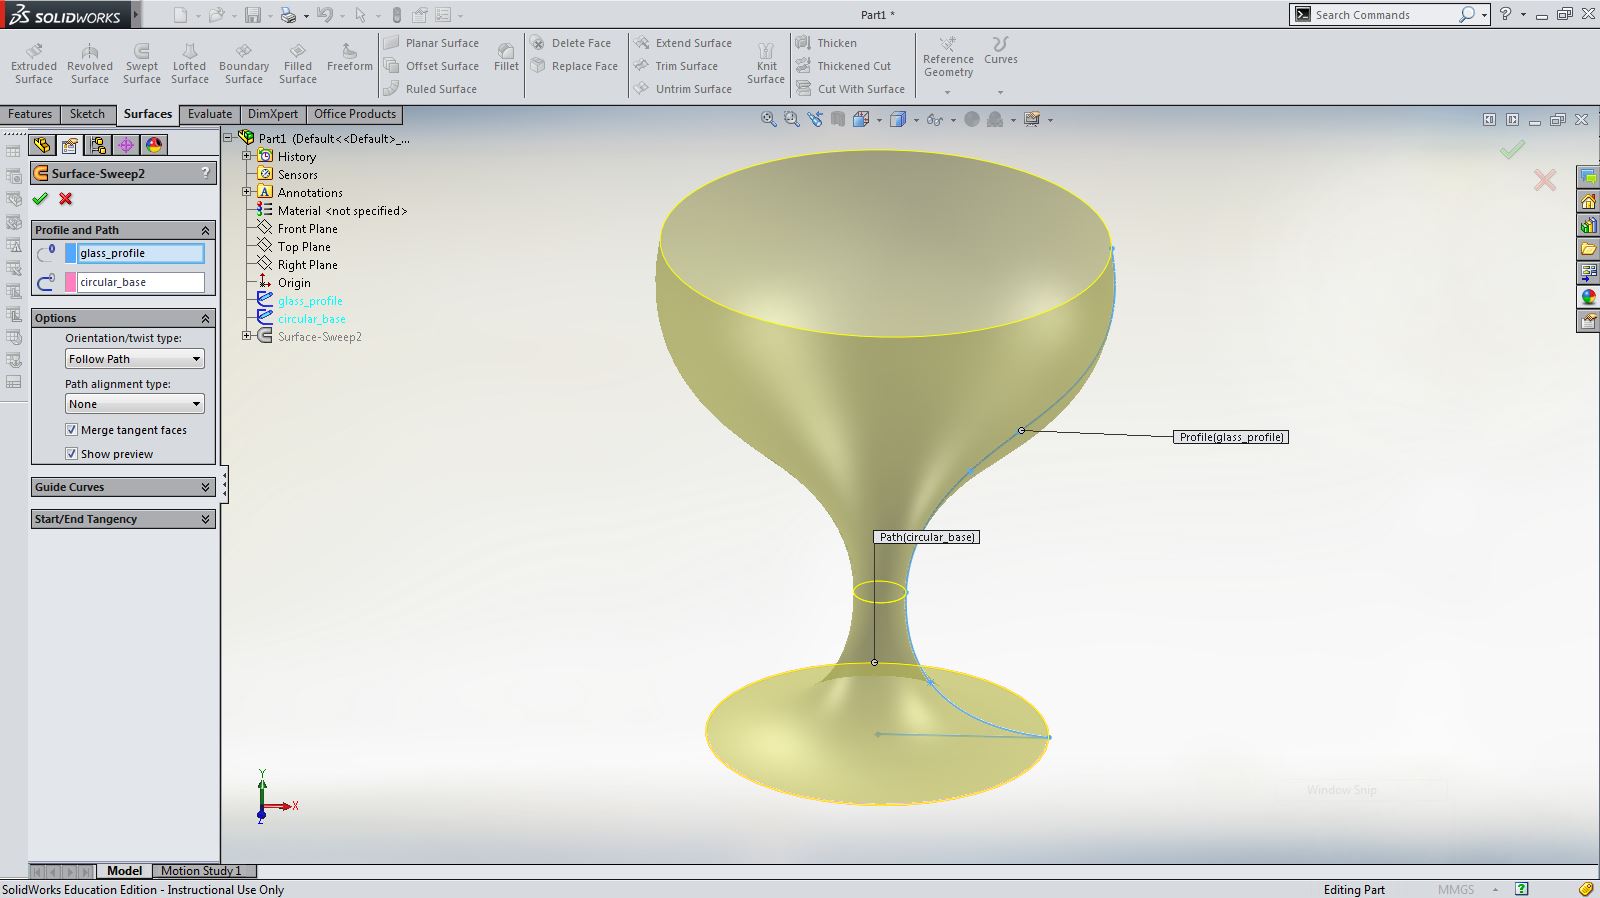 SOLIDWORKS
Part1 *
Search Commands
?
Extruded Surface
Revolved Surface
Swept Surface
Lofted Surface
Boundary Surface
Filled Surface
Freeform
Planar Surface
Offset Surface
Ruled Surface
Fillet
Delete Face
Replace Face
Extend Surface
Trim Surface
Untrim Surface
Knit Surface
Thicken
Thickened Cut
Cut With Surface
Reference Geometry
Curves
Features
Sketch
Surfaces
Evaluate
DimXpert
Office Products
Surface-Sweep2
?
Profile and Path
glass_profile
circular_base
Options
Orientation/twist type:
Follow Path
Path alignment type:
None
Merge tangent faces
Show preview
Guide Curves
Start/End Tangency
Part1 (Default<<Default>_...
History
Sensors
A Annotations
Material <not specified>
Front Plane
Top Plane
Right Plane
Origin
glass_profile
circular_base
Surface-Sweep2
Profile(glass_profile)
Path(circular_base)
Y
X
Z
Window Snip
Model
Motion Study 1
SolidWorks Education Edition - Instructional Use Only
Editing Part
MMGS
?